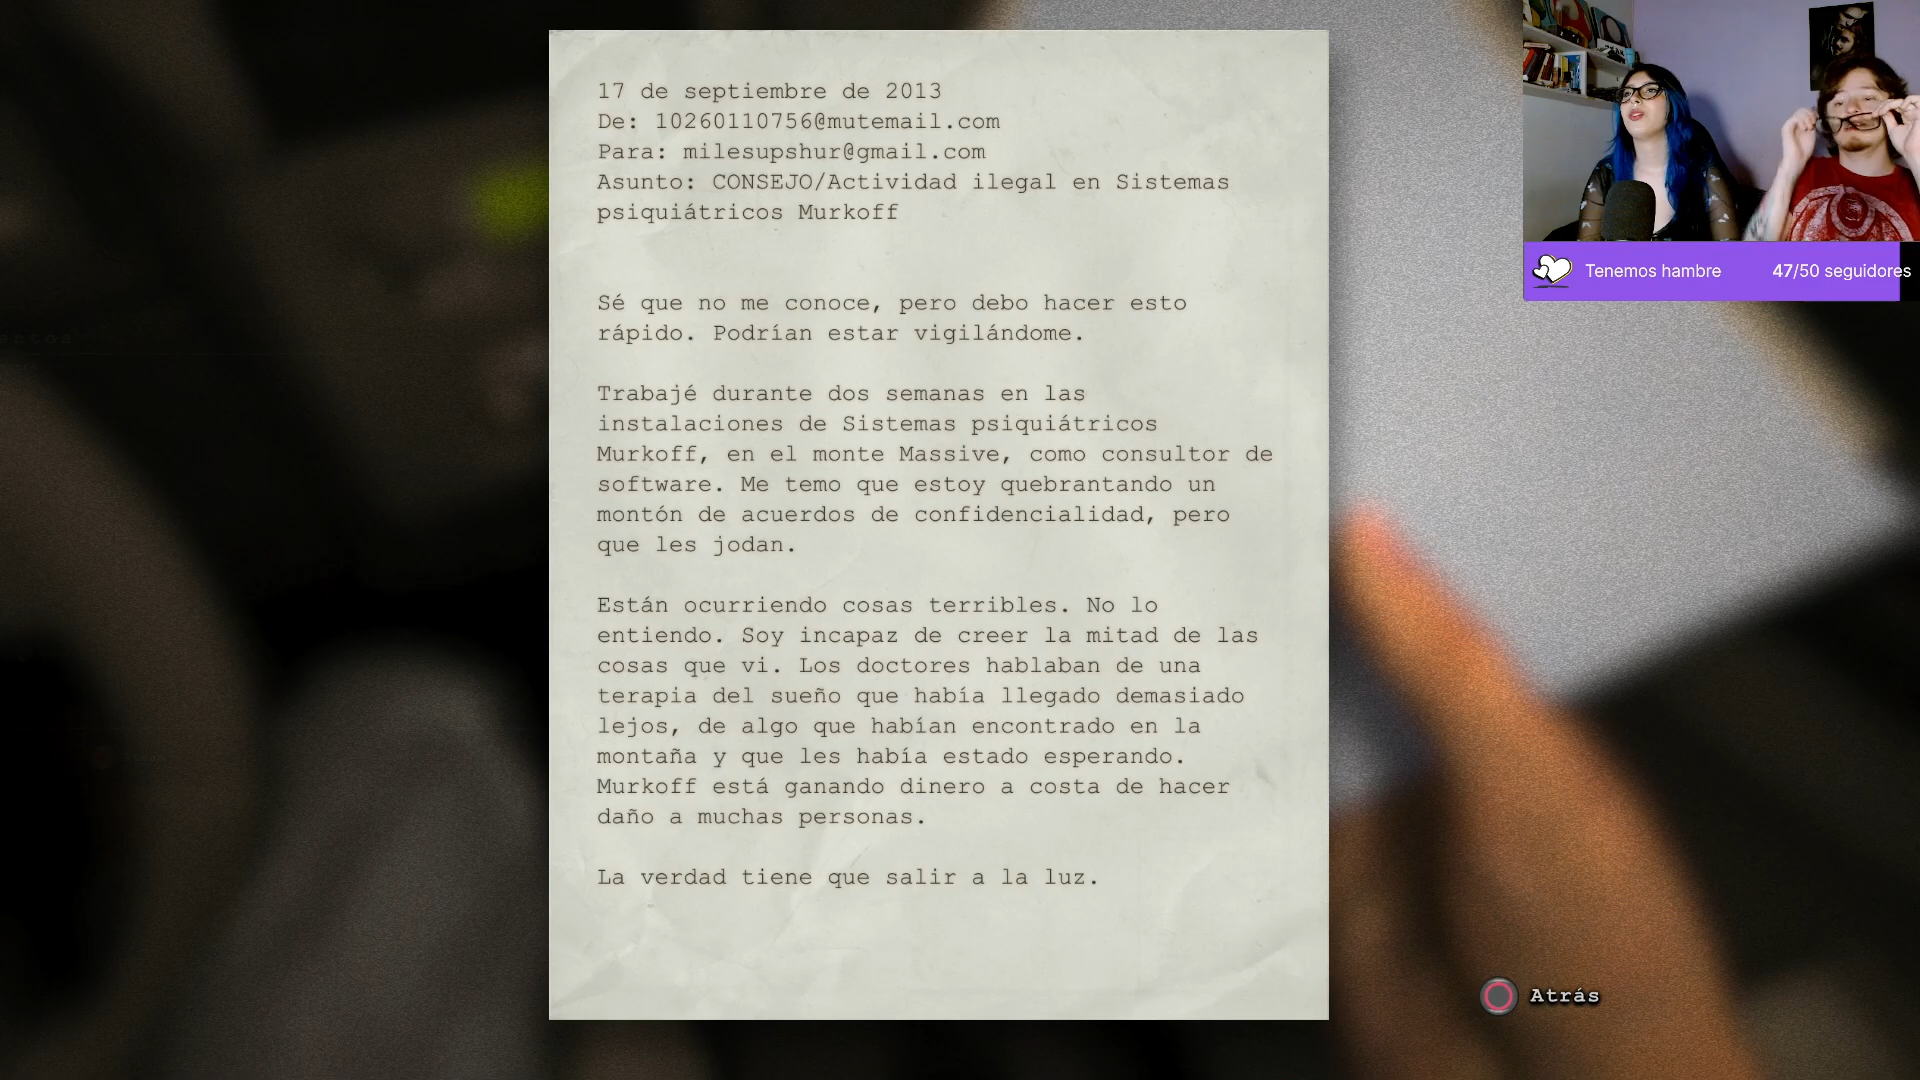 17 de septiembre de 2013
De: 10260110756@mutemail.com
Para: milesupshur@gmail.com
Asunto: CONSEJO/Actividad ilegal en Sistemas
psiquiátricos Murkoff
Sé que no me conoce, pero debo hacer esto
rápido. Podrían estar vigilándome.
Trabajé durante dos semanas en las
instalaciones de Sistemas psiquiátricos
Murkoff, en el monte Massive, como consultor de
software. Me temo que estoy quebrantando un
montón de acuerdos de confidencialidad, pero
que les jodan.
Están ocurriendo cosas terribles. No lo
entiendo. Soy incapaz de creer la mitad de las
cosas que vi. Los doctores hablaban de una
terapia del sueño que había llegado demasiado
lejos, de algo que habían encontrado en la
montaña y que les había estado esperando.
Murkoff está ganando dinero a costa de hacer
daño a muchas personas.
La verdad tiene que salir a la luz.
Tenemos hambre 47/50 seguidores
Atrás